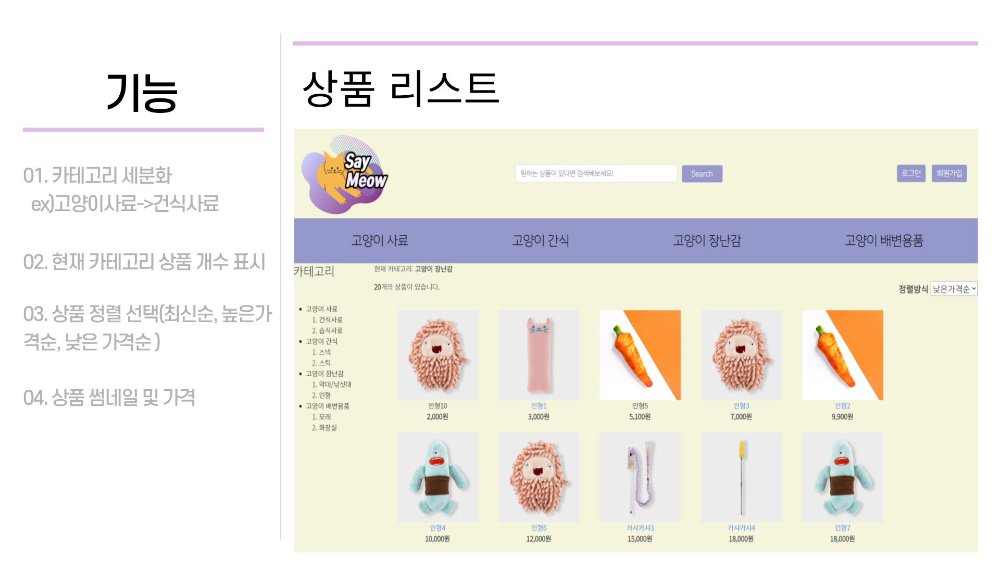 기능
01. 카테고리 세분화
ex)고양이사료->건식사료
02. 현재 카테고리 상품 개수 표시
03. 상품 정렬 선택(최신순, 높은가
격순, 낮은 가격순 )
04. 상품 썸네일 및 가격
상품 리스트
Say
Meow
원하는 상품이 있다면 검색해보세요!
Search
로그인
회원가입
고양이 사료
고양이 간식
고양이 장난감
고양이 배변용품
카테고리
현재 카테고리: 고양이 장난감
20개의 상품이 있습니다.
정렬방식 낮은가격순
• 고양이 사료
1. 건식사료
2. 습식사료
• 고양이 간식
1. 스낵
2. 스틱
• 고양이 장난감
1. 막대/낚싯대
2. 인형
• 고양이 배변용품
1. 모래
2. 화장실
인형10
2,000원
인형1
3,000원
인형5
5,100원
인형3
7,000원
인형2
9,900원
인형4
10,000원
인형6
12,000원
카샤카샤3
15,000원
카샤카샤4
18,000원
인형7
18,000원